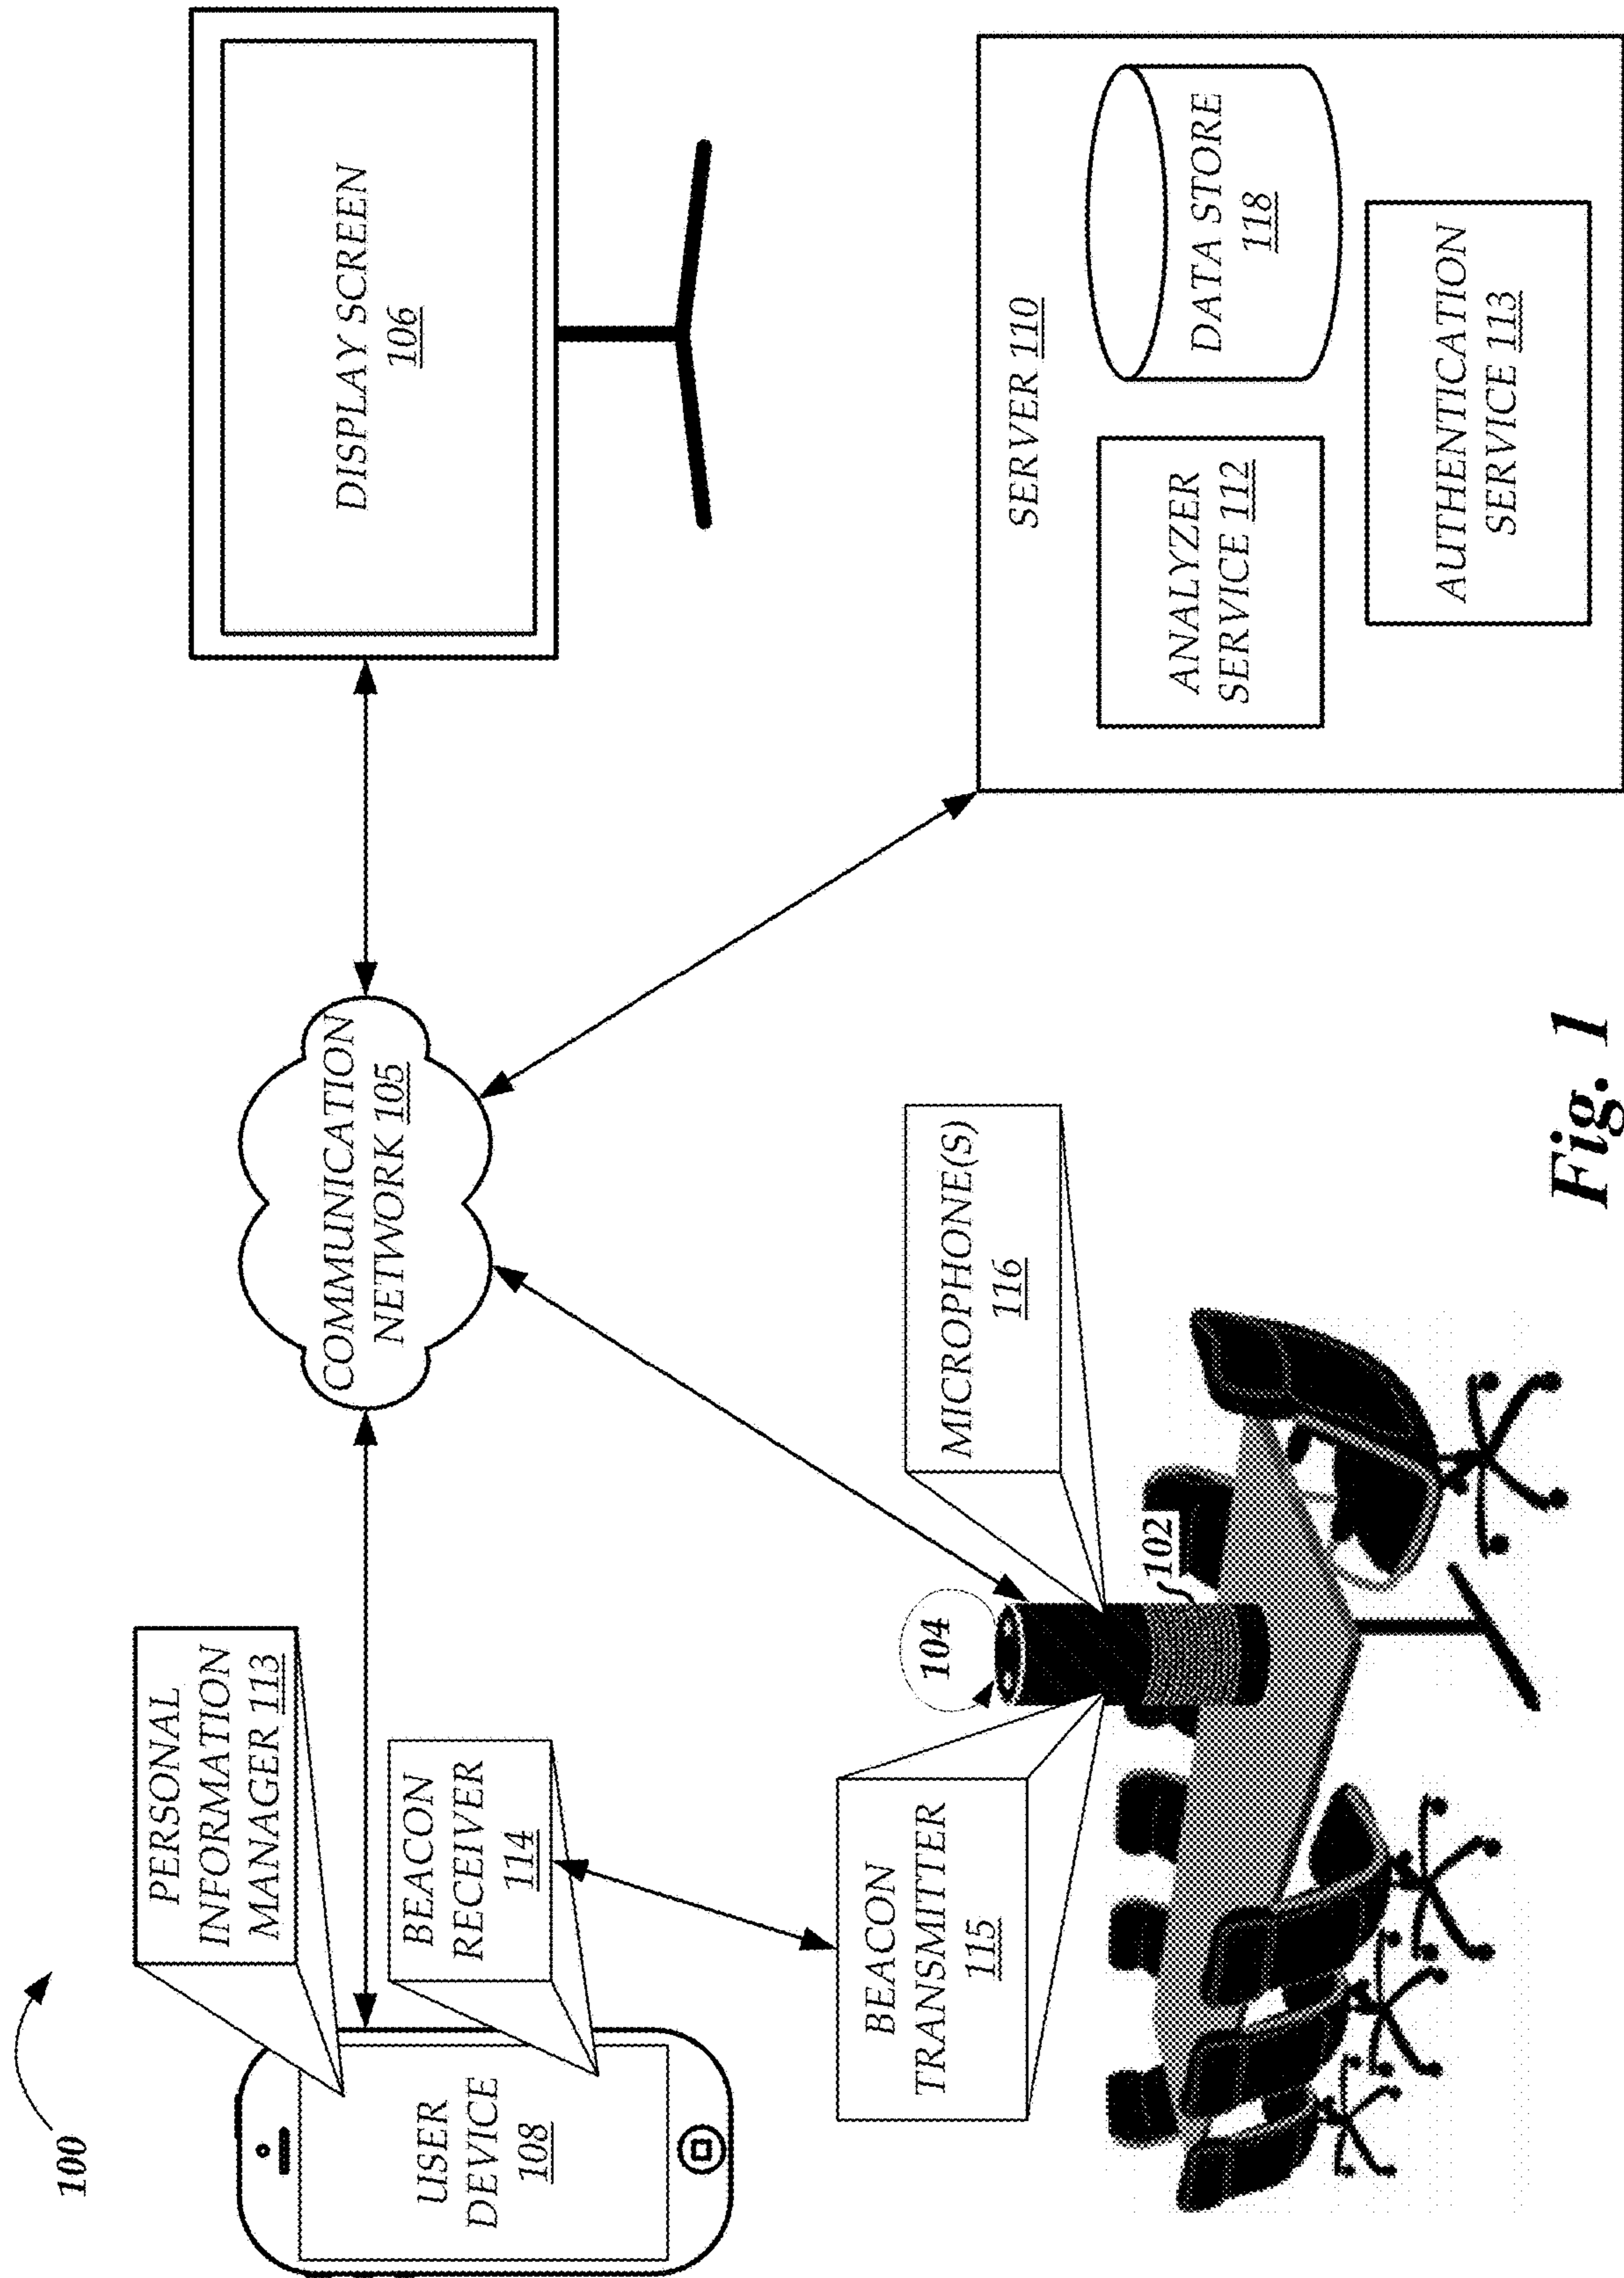 100
PERSONAL
INFORMATION
MANAGER 113
USER
DEVICE
108
BEACON
RECEIVER
114
COMMUNICATION
NETWORK 105
DISPLAY SCREEN
106
BEACON
TRANSMITTER
115
104
MICROPHONE(S)
116
102
SERVER 110
ANALYZER
SERVICE 112
DATA STORE
118
AUTHENTICATION
SERVICE 113
Fig. 1